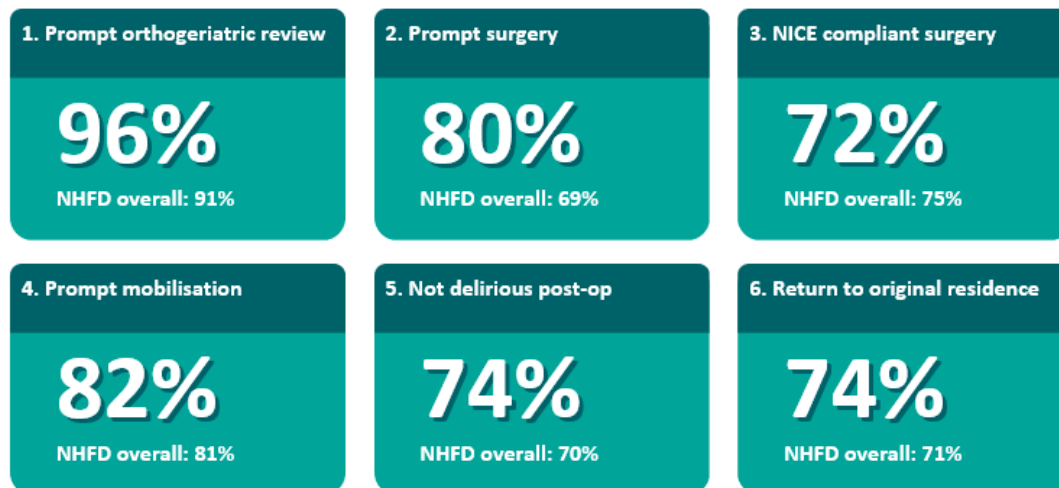 1. Prompt orthogeriatric review
96%
NHFD overall: 91%
2. Prompt surgery
80%
NHFD overall: 69%
3. NICE compliant surgery
72%
NHFD overall: 75%
4. Prompt mobilisation
82%
NHFD overall: 81%
5. Not delirious post-op
74%
NHFD overall: 70%
6. Return to original residence
74%
NHFD overall: 71%